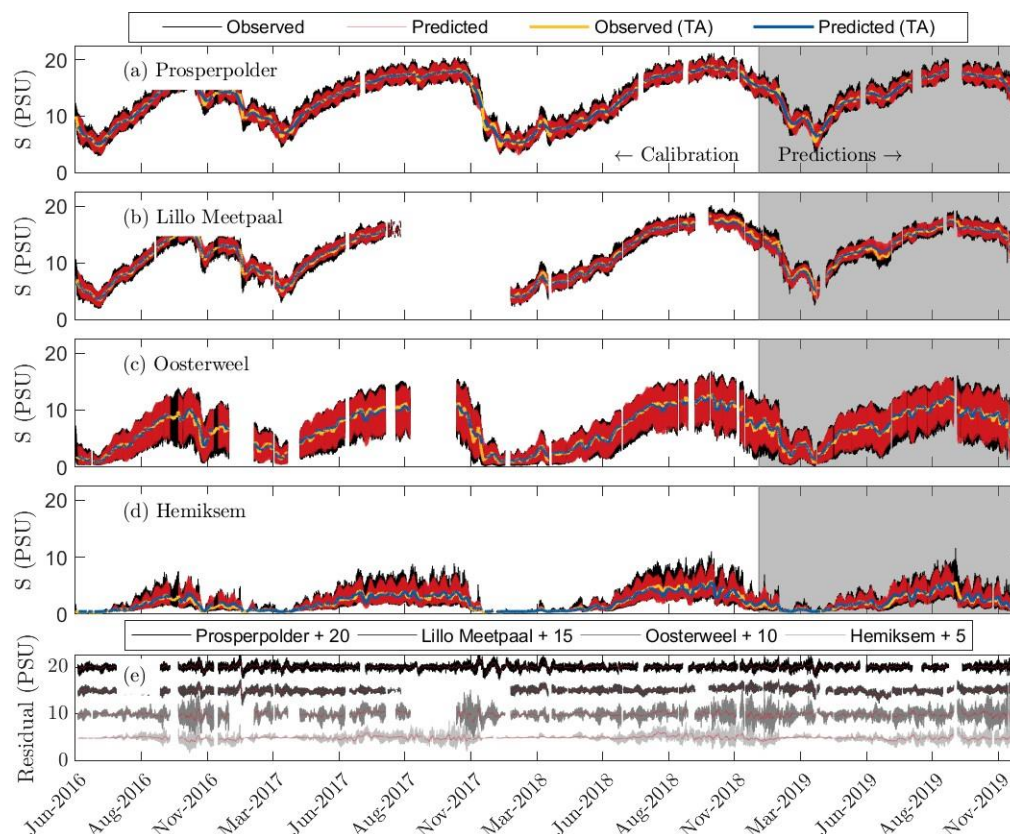 Observed Predicted Observed (TA) Predicted (TA)
20
(a) Prosperpolder
10
← Calibration Predictions →
0
S (PSU)
20
(b) Lillo Meetpaal
10
0
S (PSU)
20
(c) Oosterweel
10
0
S (PSU)
20
(d) Hemiksem
10
0
S (PSU)
Prosperpolder + 20 Lillo Meetpaal + 15 Oosterweel + 10 Hemiksem + 5
20
(e)
10
0
Residual (PSU)
Jun-2016 Aug-2016 Nov-2016 Mar-2017 Jun-2017 Aug-2017 Nov-2017 Mar-2018 Jun-2018 Aug-2018 Nov-2018 Mar-2019 Jun-2019 Aug-2019 Nov-2019